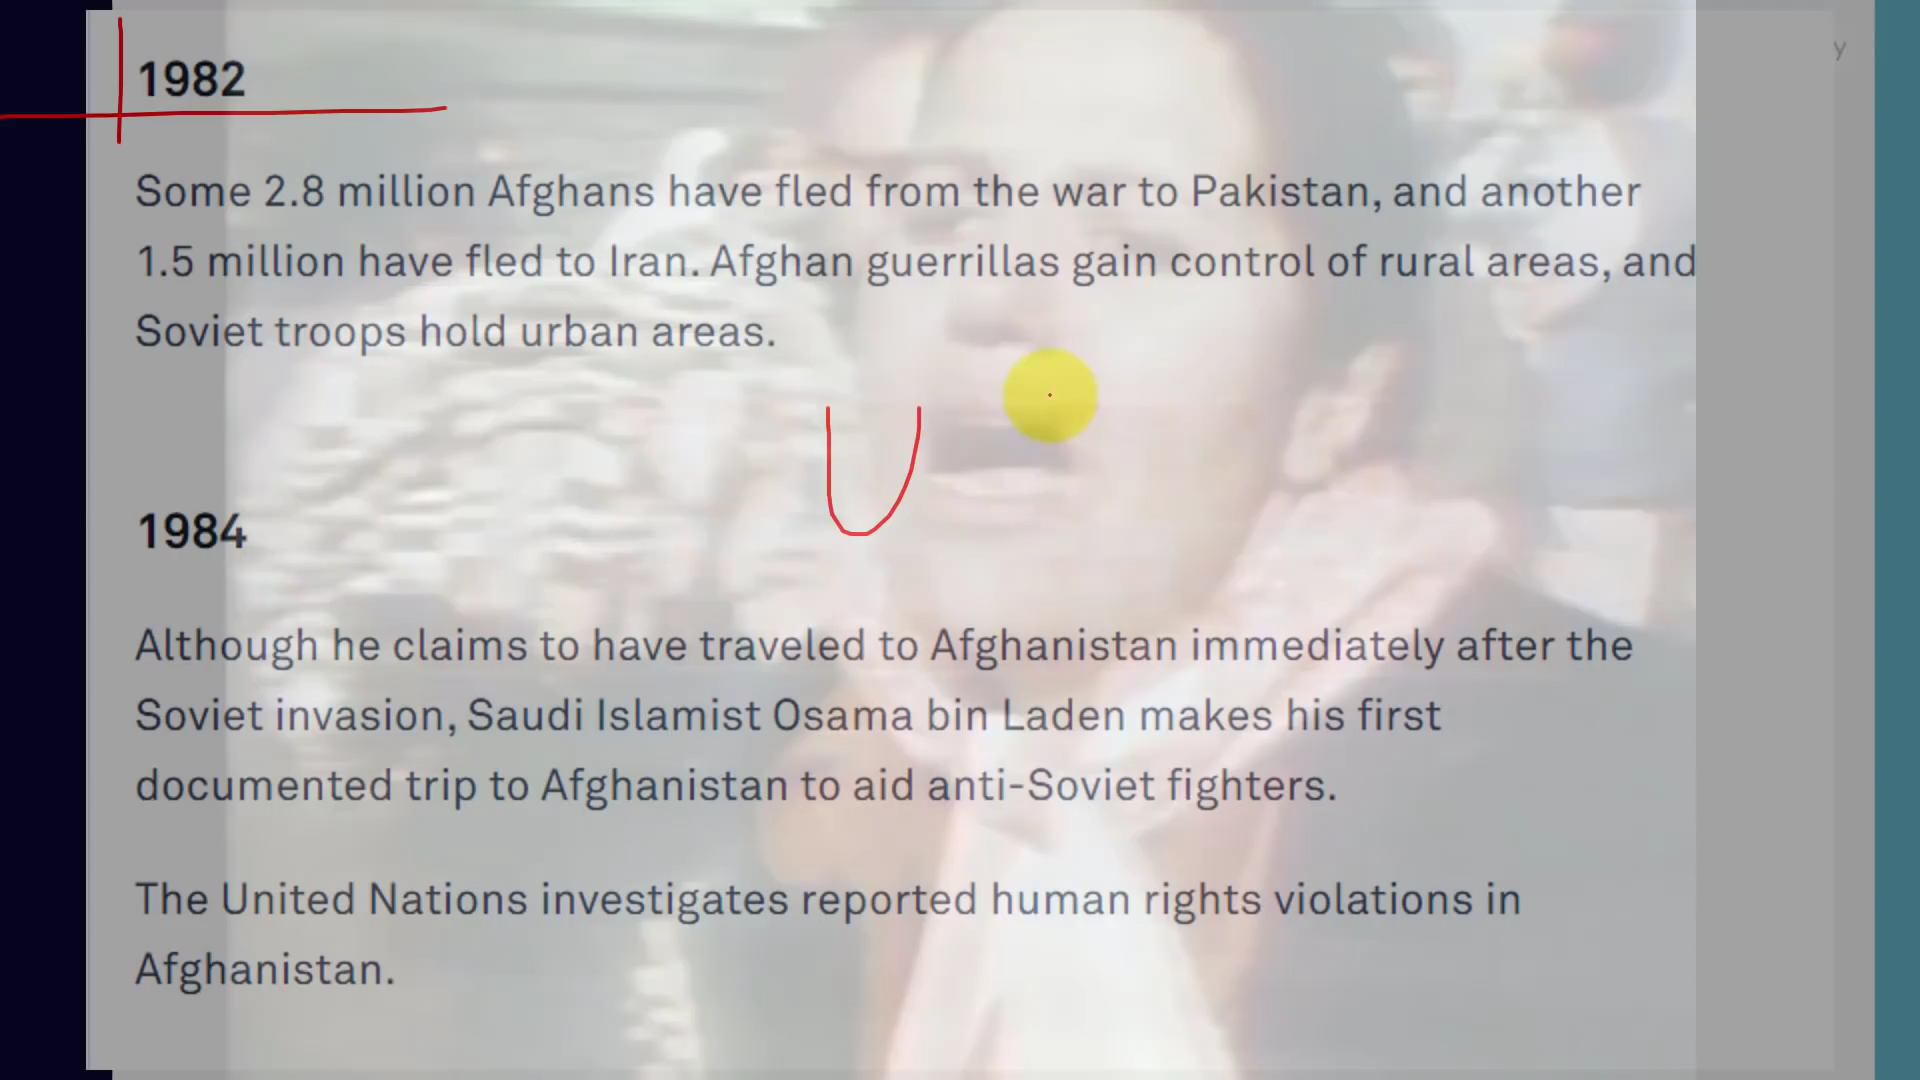 y
1982
Some 2.8 million Afghans have fled from the war to Pakistan, and another
1.5 million have fled to Iran. Afghan guerrillas gain control of rural areas, and
Soviet troops hold urban areas.
U
1984
Although he claims to have traveled to Afghanistan immediately after the
Soviet invasion, Saudi Islamist Osama bin Laden makes his first
documented trip to Afghanistan to aid anti-Soviet fighters.
The United Nations investigates reported human rights violations in
Afghanistan.